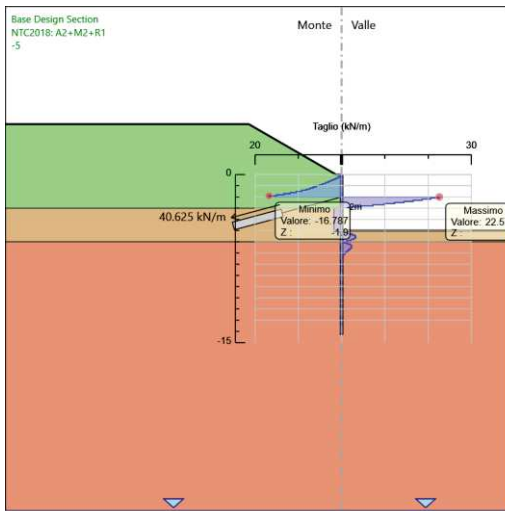 Base Design Section
NTC2018: A2+M2+R1
-5
Monte
Valle
Taglio (kN/m)
20
30
0
40.625 kN/m
Minimo
Valore: -16.787
Z : -1.9
2m
Massimo
Valore: 22.5
Z :
-15